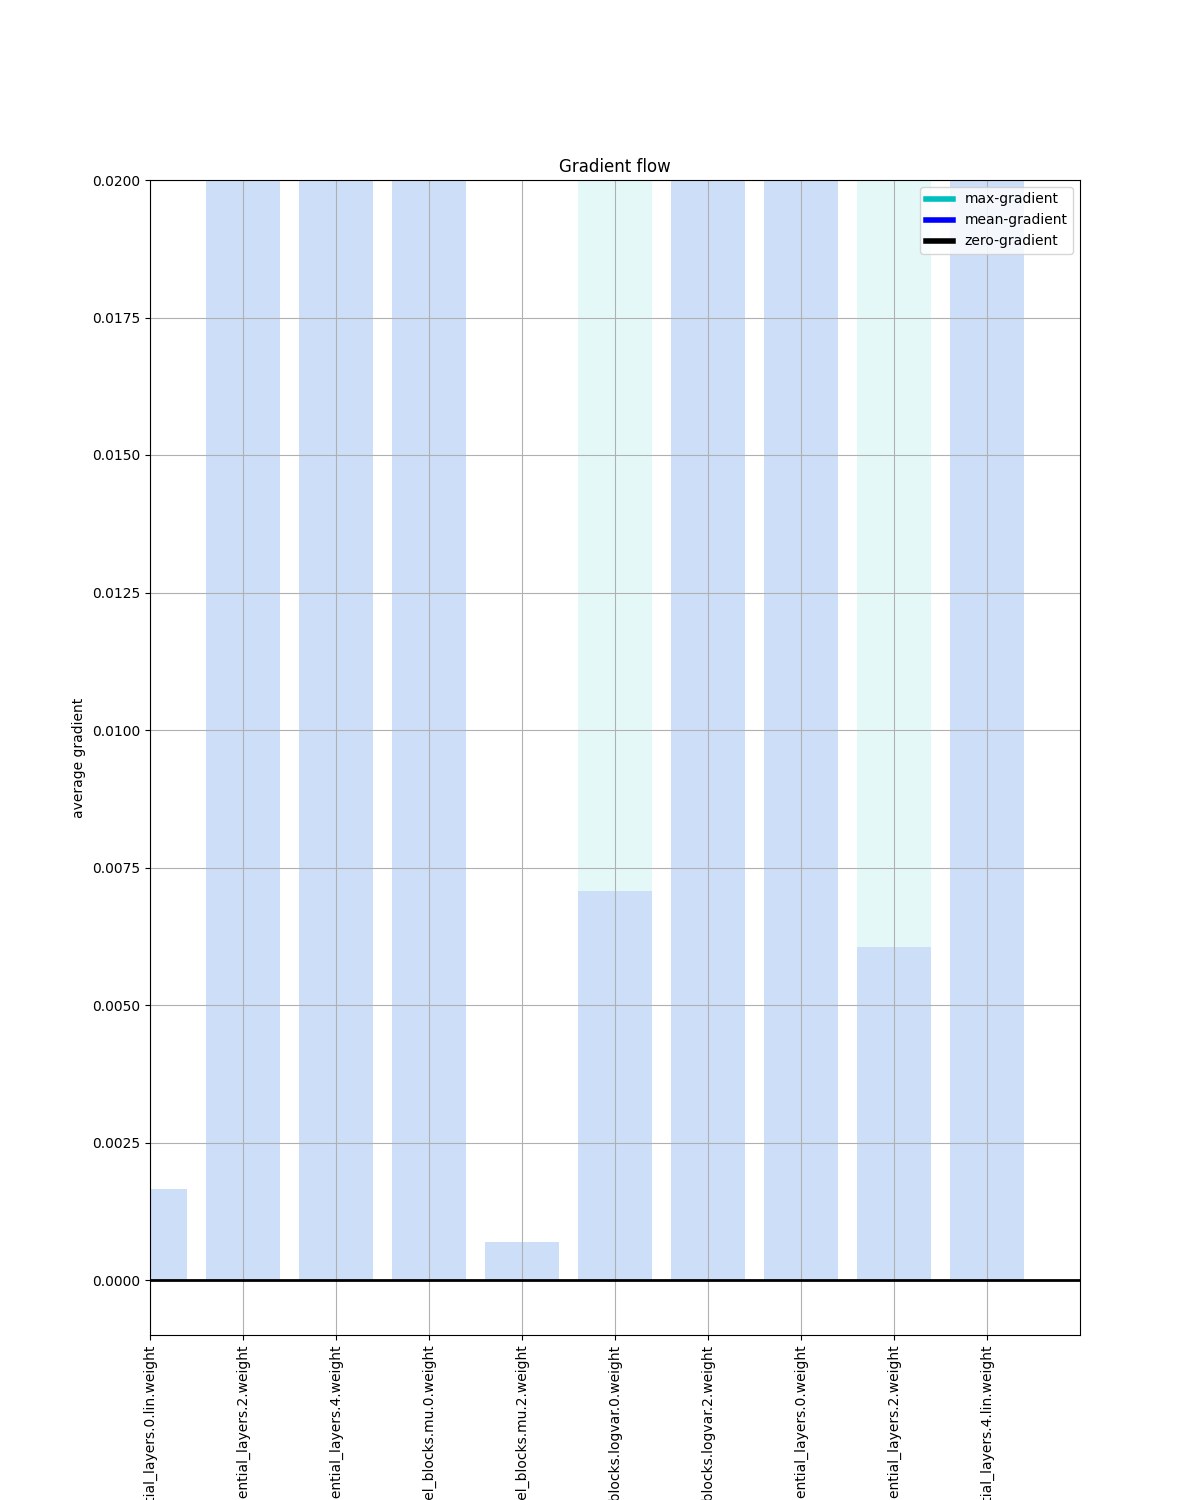 Gradient flow
max-gradient
mean-gradient
zero-gradient
0.0200
0.0175
0.0150
0.0125
0.0100
0.0075
0.0050
0.0025
0.0000
average gradient
tial_layers.0.lin.weight
ential_layers.2.weight
ential_layers.4.weight
el_blocks.mu.0.weight
el_blocks.mu.2.weight
blocks.logvar.0.weight
blocks.logvar.2.weight
ential_layers.0.weight
ential_layers.2.weight
tial_layers.4.lin.weight